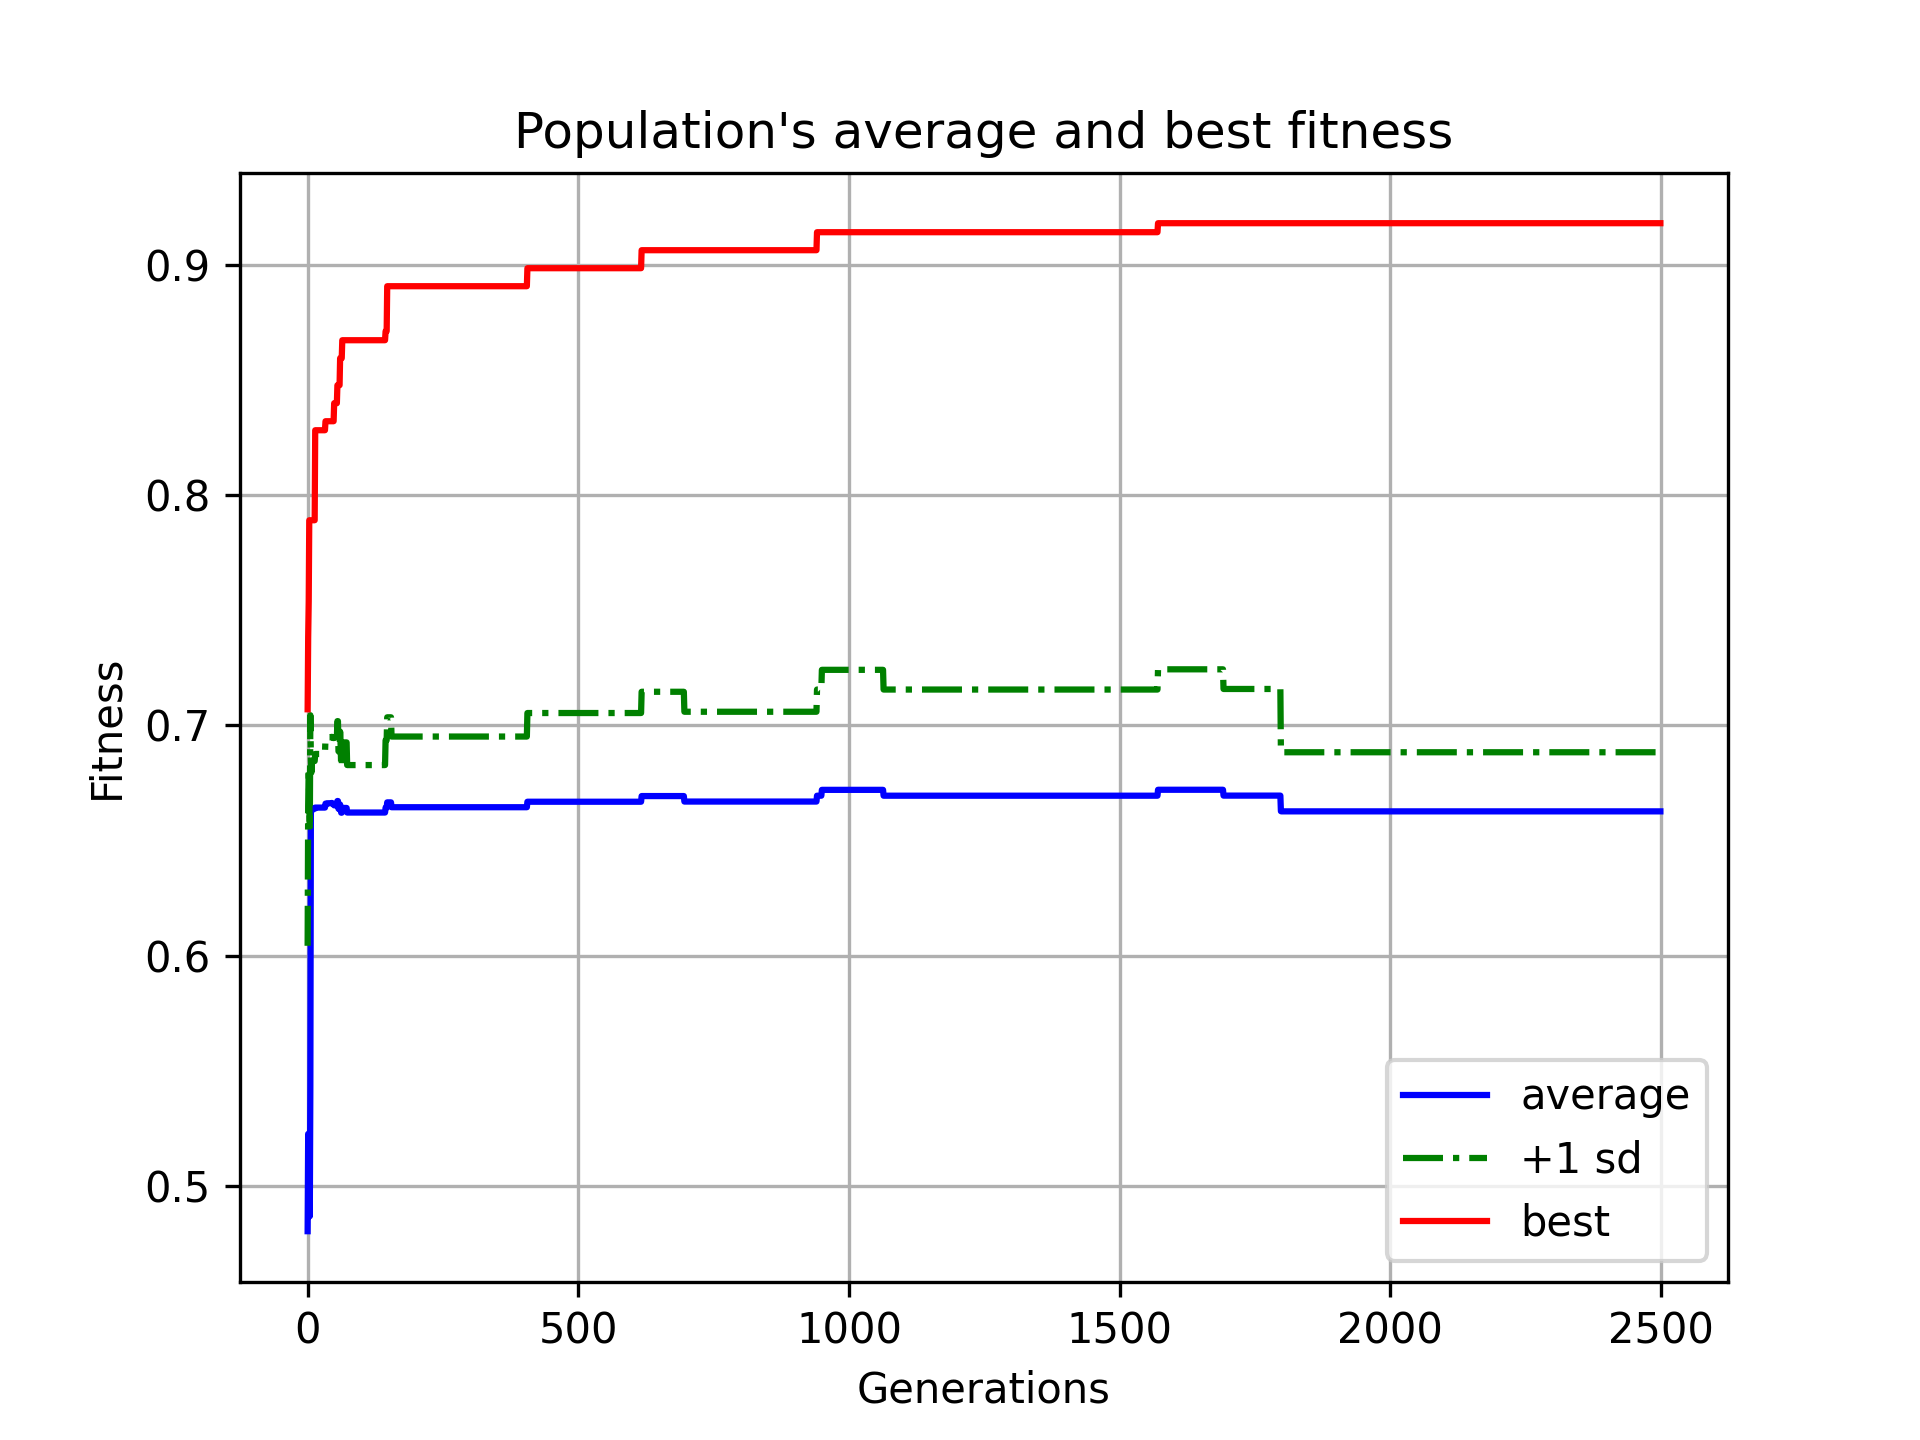 Population's average and best fitness
Fitness
0.9
0.8
0.7
0.6
0.5
0 500 1000 1500 2000 2500
Generations
average
+1 sd
best